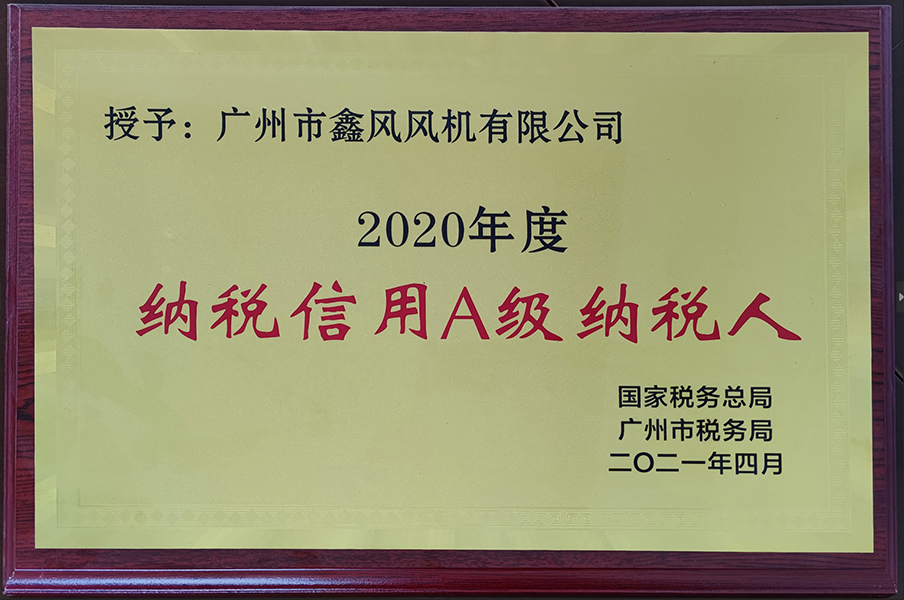 授予：广州市鑫风风机有限公司
2020年度
纳税信用A级纳税人
国家税务总局
广州市税务局
二〇二一年四月